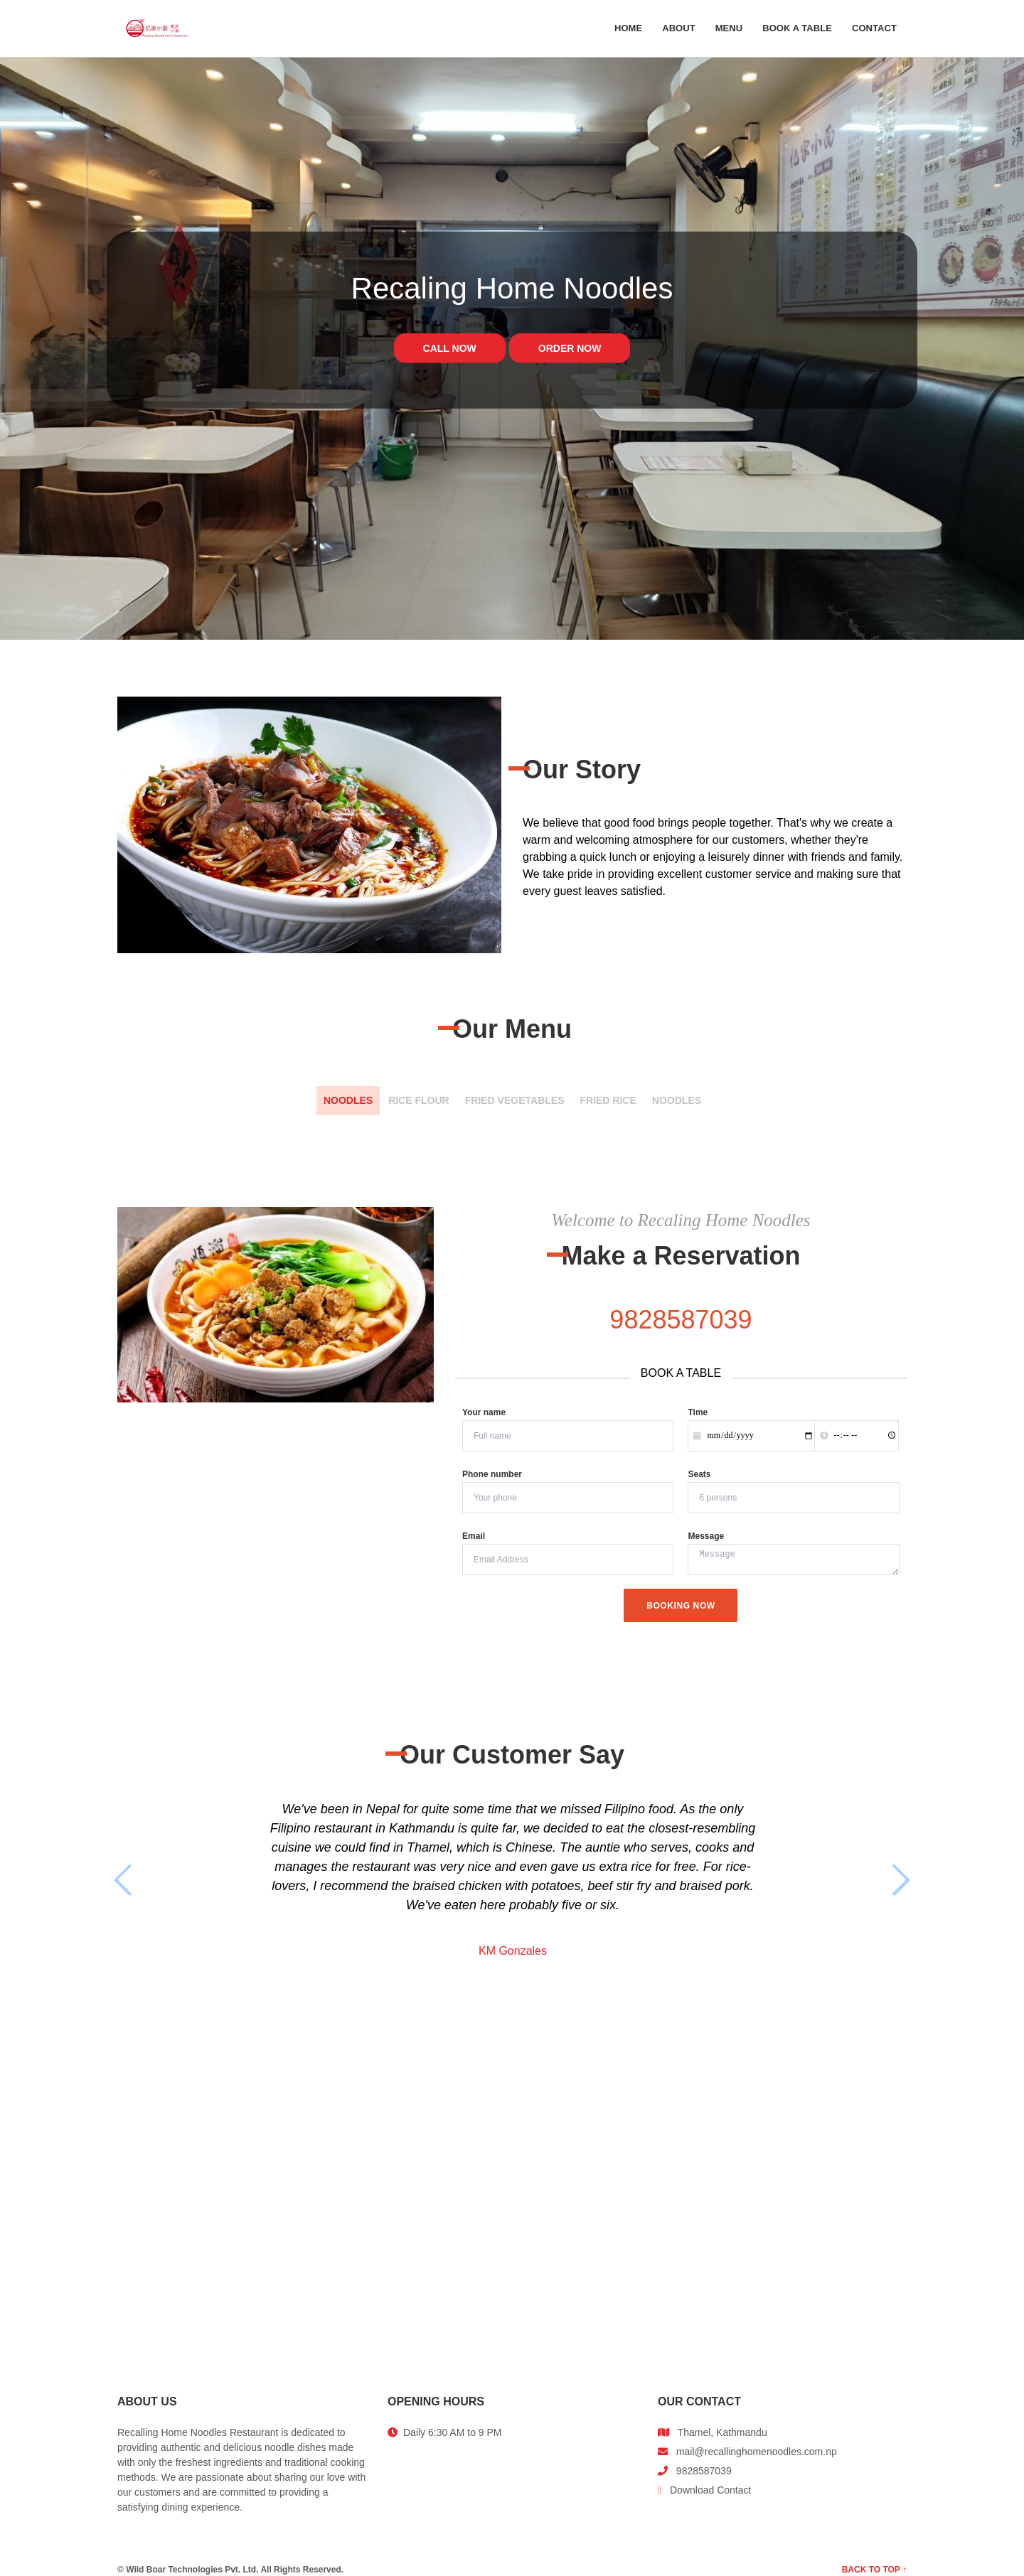 亿家小面
HOME ABOUT MENU BOOK A TABLE CONTACT
亿家小面
汤类
Recaling Home Noodles
CALL NOW ORDER NOW
Our Story
We believe that good food brings people together. That's why we create a
warm and welcoming atmosphere for our customers, whether they're
grabbing a quick lunch or enjoying a leisurely dinner with friends and family.
We take pride in providing excellent customer service and making sure that
every guest leaves satisfied.
Our Menu
NOODLES RICE FLOUR FRIED VEGETABLES FRIED RICE NOODLES
Welcome to Recaling Home Noodles
Make a Reservation
9828587039
BOOK A TABLE
Your name Time
Full name mm/dd/yyyy --:-- --
Phone number Seats
Your phone 6 persons
Email Message
Email Address Message
BOOKING NOW
Our Customer Say
We've been in Nepal for quite some time that we missed Filipino food. As the only
Filipino restaurant in Kathmandu is quite far, we decided to eat the closest-resembling
cuisine we could find in Thamel, which is Chinese. The auntie who serves, cooks and
manages the restaurant was very nice and even gave us extra rice for free. For rice-
lovers, I recommend the braised chicken with potatoes, beef stir fry and braised pork.
We've eaten here probably five or six.
KM Gonzales
ABOUT US
Recalling Home Noodles Restaurant is dedicated to
providing authentic and delicious noodle dishes made
with only the freshest ingredients and traditional cooking
methods. We are passionate about sharing our love with
our customers and are committed to providing a
satisfying dining experience.
OPENING HOURS
Daily 6:30 AM to 9 PM
OUR CONTACT
Thamel, Kathmandu
mail@recallinghomenoodles.com.np
9828587039
Download Contact
© Wild Boar Technologies Pvt. Ltd. All Rights Reserved.
BACK TO TOP ↑